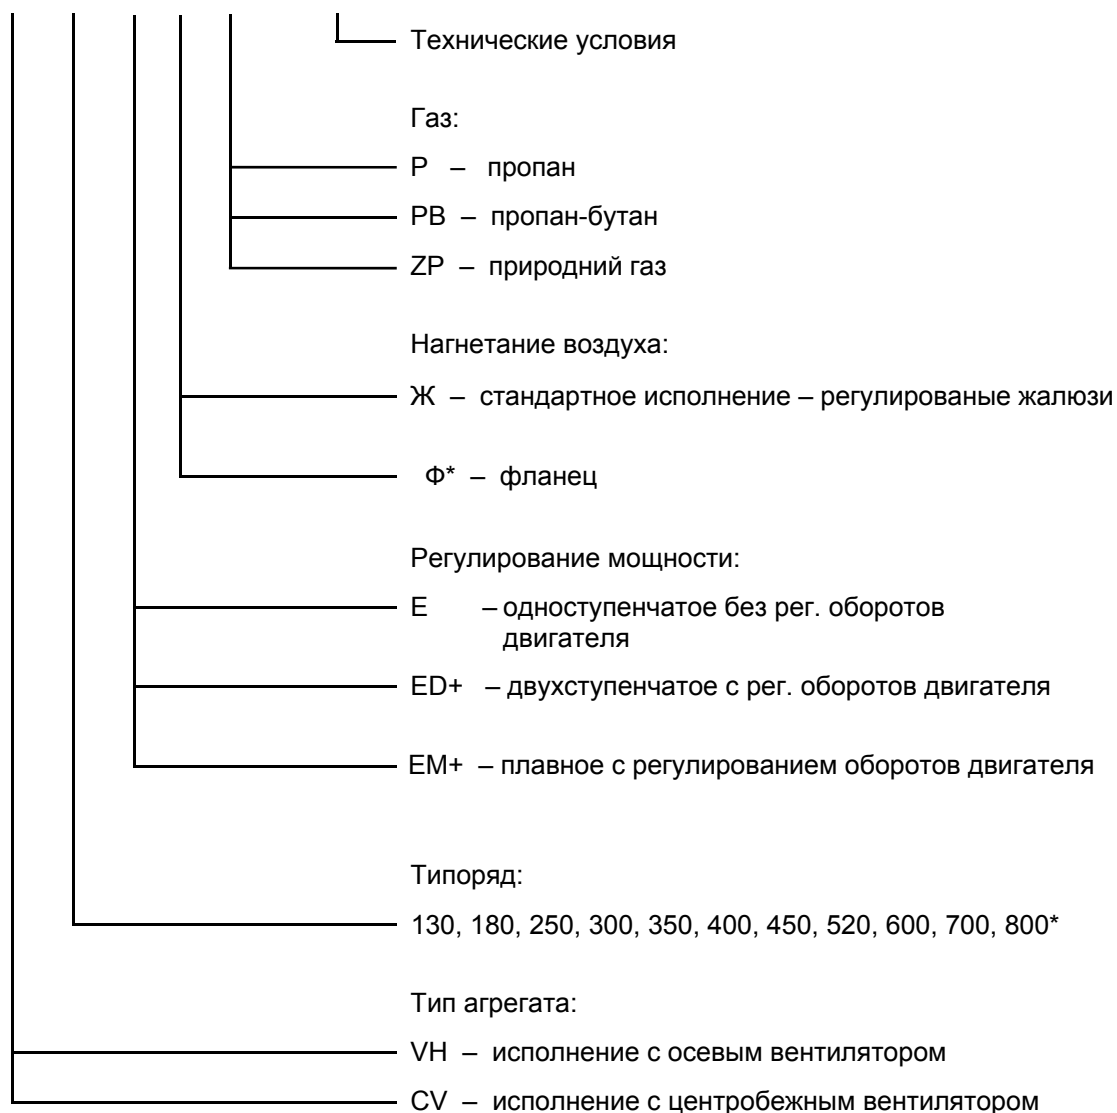 Технические условия
Газ:
P – пропан
PB – пропан-бутан
ZP – природний газ
Нагнетание воздуха:
Ж – стандартное исполнение – регулированые жалюзи
Ф* – фланец
Регулирование мощности:
E – одноступенчатое без рег. оборотов
двигателя
ED+ – двухступенчатое с рег. оборотов двигателя
EM+ – плавное с регулированием оборотов двигателя
Типоряд:
130, 180, 250, 300, 350, 400, 450, 520, 600, 700, 800*
Тип агрегата:
VH – исполнение с осевым вентилятором
CV – исполнение с центробежным вентилятором